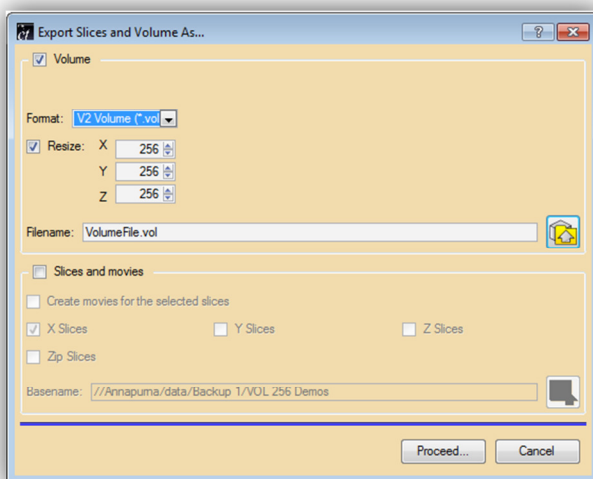 Export Slices and Volume As...
Volume
Format: V2 Volume (*.vol
Resize: X 256
Y 256
Z 256
Filename: VolumeFile.vol
Slices and movies
Create movies for the selected slices
X Slices Y Slices Z Slices
Zip Slices
Basename: //Annapurna/data/Backup 1/VOL 256 Demos
Proceed... Cancel